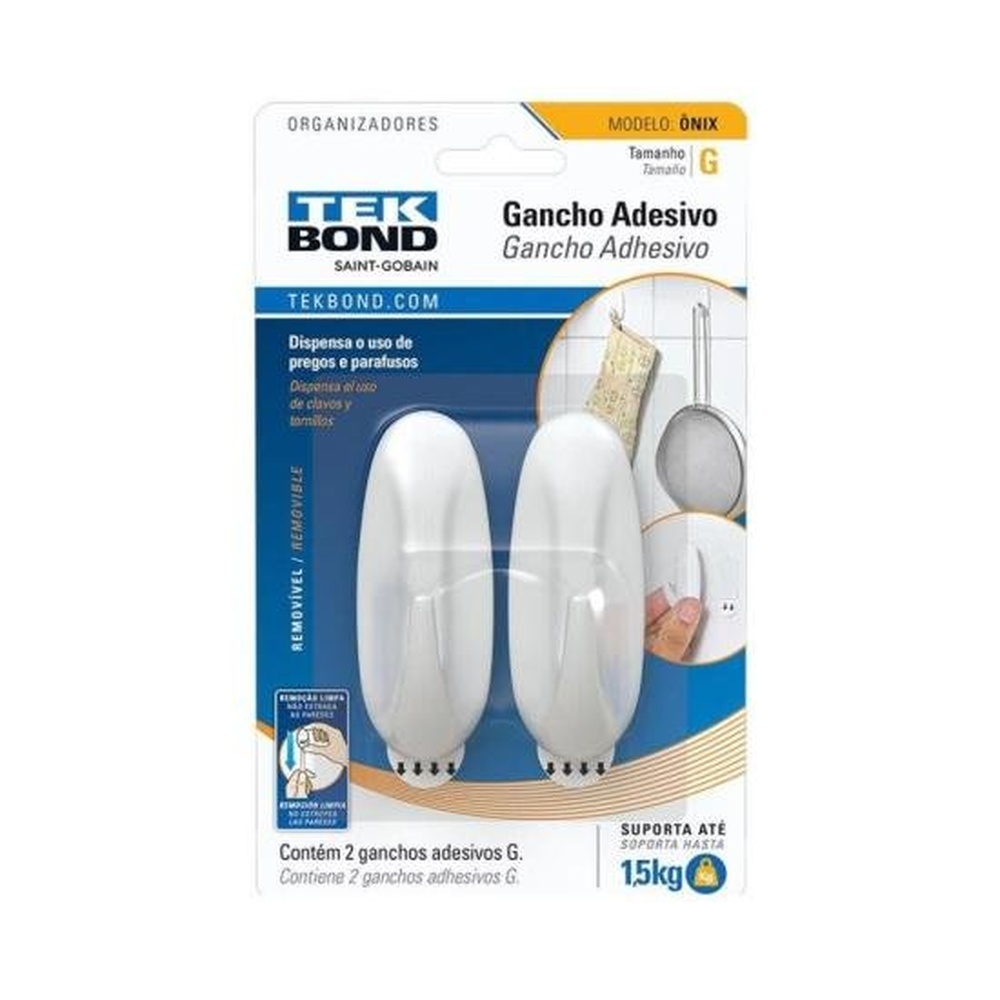 ORGANIZADORES
MODELO: ÔNIX
Tamanho
Tamaño
G
TEK
BOND
SAINT-GOBAIN
Gancho Adesivo
Gancho Adhesivo
TEKBOND.COM
Dispensa o uso de
pregos e parafusos
Dispensa el uso
de clavos y
tornillos
REMOVÍVEL / REMOVIBLE
REMOÇÃO LIMPA
NÃO ESTRAGA
AS PAREDES
REMOCIÓN LIMPIA
NO ESTROPEA
LAS PAREDES
Contém 2 ganchos adesivos G.
Contiene 2 ganchos adhesivos G.
SUPORTA ATÉ
SOPORTA HASTA
1,5kg
Kg